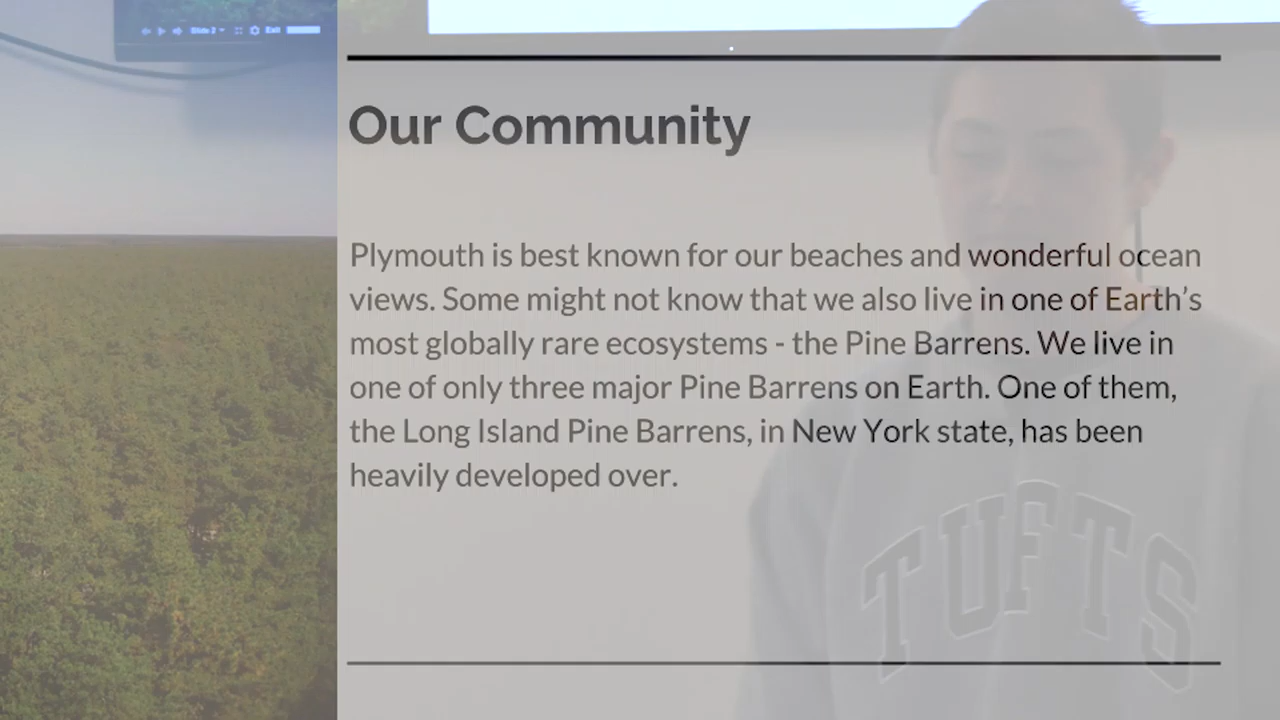 Slide 2
Exit
Our Community
Plymouth is best known for our beaches and wonderful ocean
views. Some might not know that we also live in one of Earth's
most globally rare ecosystems - the Pine Barrens. We live in
one of only three major Pine Barrens on Earth. One of them,
the Long Island Pine Barrens, in New York state, has been
heavily developed over.
TUFTS